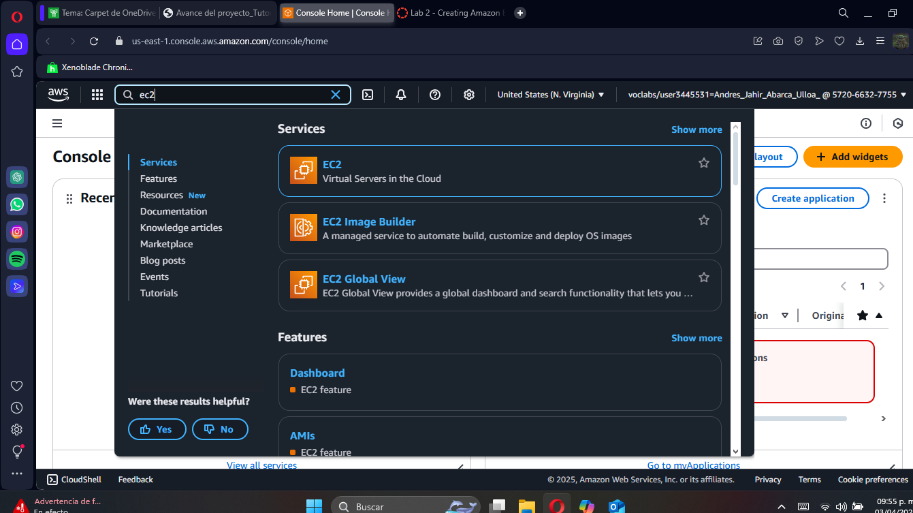 Tema: Carpet de OneDrive
Avance del proyecto_Tuto
Console Home | Console H
Lab 2 - Creating Amazon E
us-east-1.console.aws.amazon.com/console/home
Xenoblade Chroni...
aws
ec2
United States (N. Virginia)
voclabs/user3445531=Andres_Jahir_Abarca_Ulloa_ @ 5720-6632-7755
Console
layout
+ Add widgets
Recen
Create application
Services
Features
Resources New
Documentation
Knowledge articles
Marketplace
Blog posts
Events
Tutorials
Were these results helpful?
Yes
No
Services
Show more
EC2
Virtual Servers in the Cloud
EC2 Image Builder
A managed service to automate build, customize and deploy OS images
EC2 Global View
EC2 Global View provides a global dashboard and search functionality that lets you ...
Features
Show more
Dashboard
EC2 feature
AMIs
EC2 feature
1
ion
Origina
ons
View all services
Go to myApplications
CloudShell
Feedback
© 2025, Amazon Web Services, Inc. or its affiliates.
Privacy
Terms
Cookie preferences
Advertencia de f...
En efecto
Buscar
09:55 p. m
03/04/202